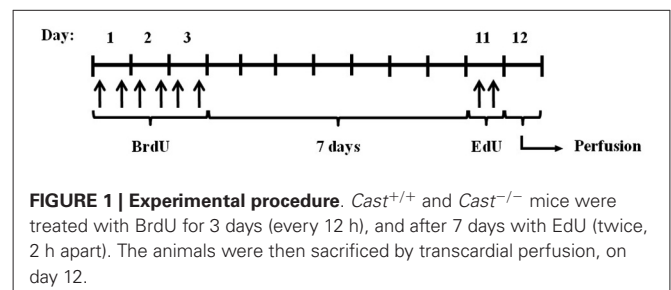 Day: 1 2 3 11 12
BrdU 7 days EdU Perfusion
FIGURE 1 | Experimental procedure. Cast+/+ and Cast−/− mice were
treated with BrdU for 3 days (every 12 h), and after 7 days with EdU (twice,
2 h apart). The animals were then sacrificed by transcardial perfusion, on
day 12.